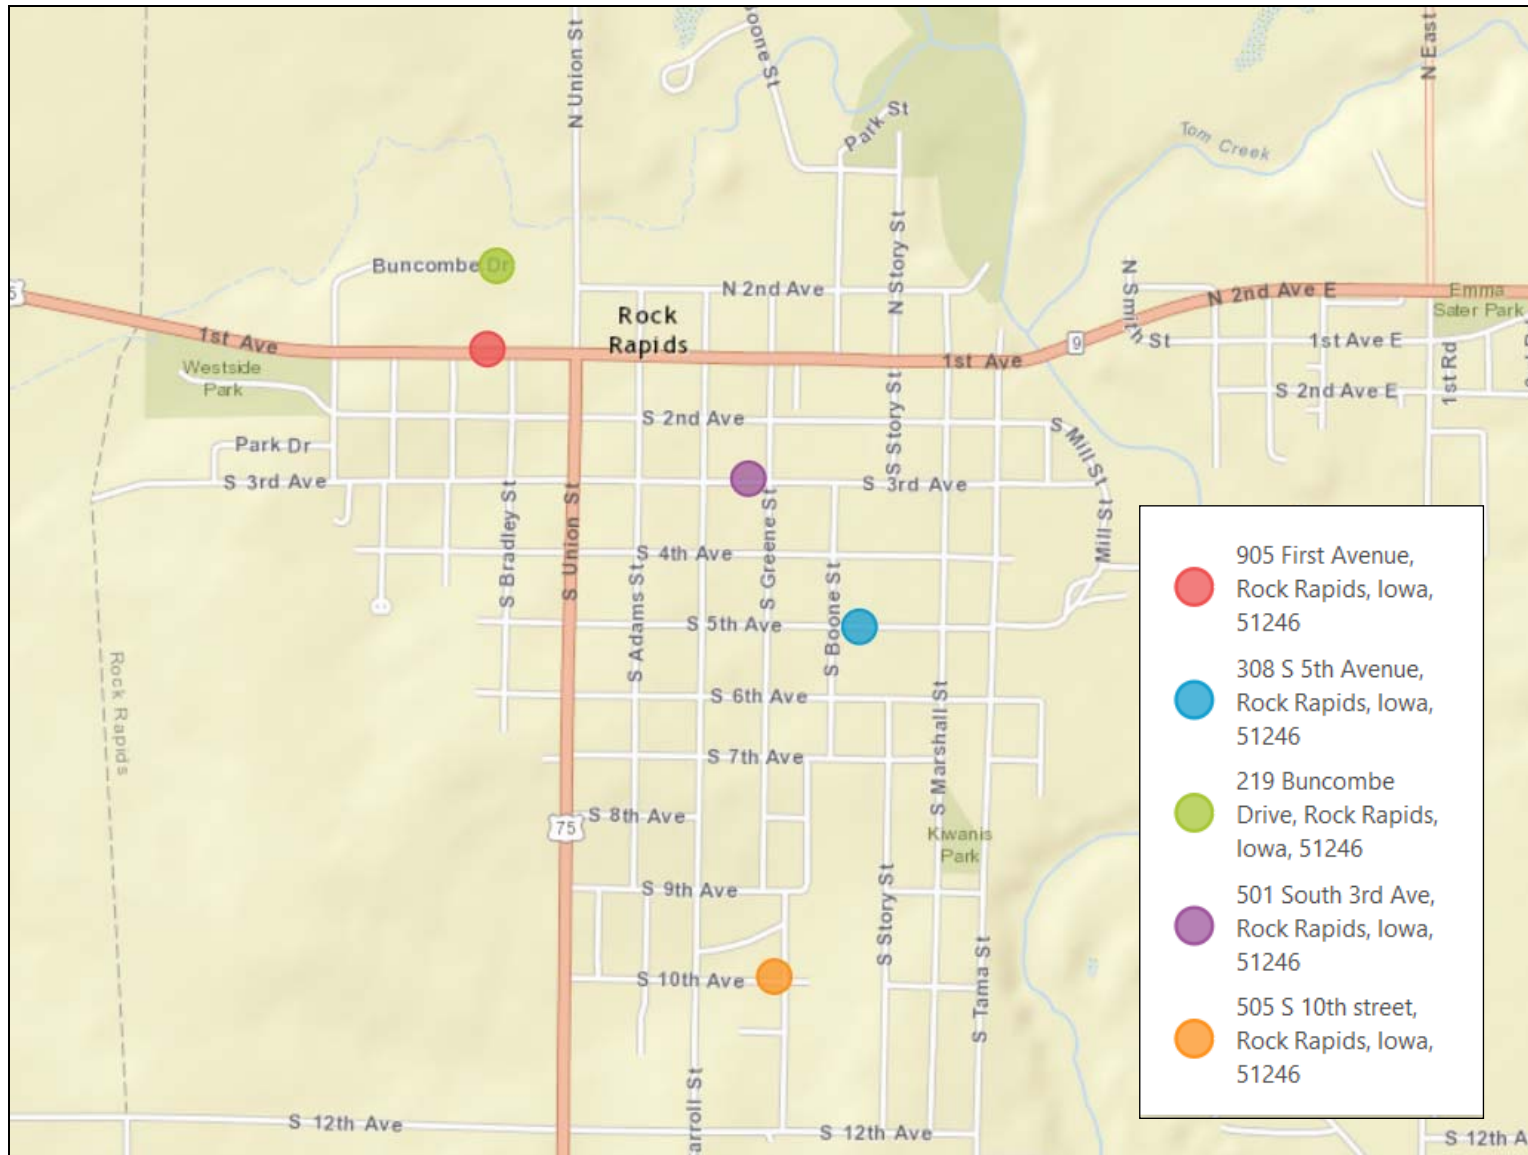 Boone St
N Union St
N East
Park St
Tom Creek
N Story St
Buncombe Dr
N 2nd Ave
N Smith St
N 2nd Ave E
Emma
Sater Park
Rock
Rapids
1st Ave
1st Ave
9
1st Ave E
Westside
Park
S 2nd Ave E
1st Rd
S 2nd Ave
S Story St
S Mill St
Park Dr
S 3rd Ave
S 3rd Ave
Mill St
S Bradley St
S Union St
S Greene St
S 4th Ave
S Adams St
S Boone St
S 5th Ave
Rock Rapids
S 6th Ave
S Marshall St
S 7th Ave
75
S 8th Ave
Kiwanis
Park
S 9th Ave
S Story St
S 10th Ave
S Tama St
arroll St
S 12th Ave
S 12th Ave
S 12th A
905 First Avenue,
Rock Rapids, Iowa,
51246
308 S 5th Avenue,
Rock Rapids, Iowa,
51246
219 Buncombe
Drive, Rock Rapids,
Iowa, 51246
501 South 3rd Ave,
Rock Rapids, Iowa,
51246
505 S 10th street,
Rock Rapids, Iowa,
51246